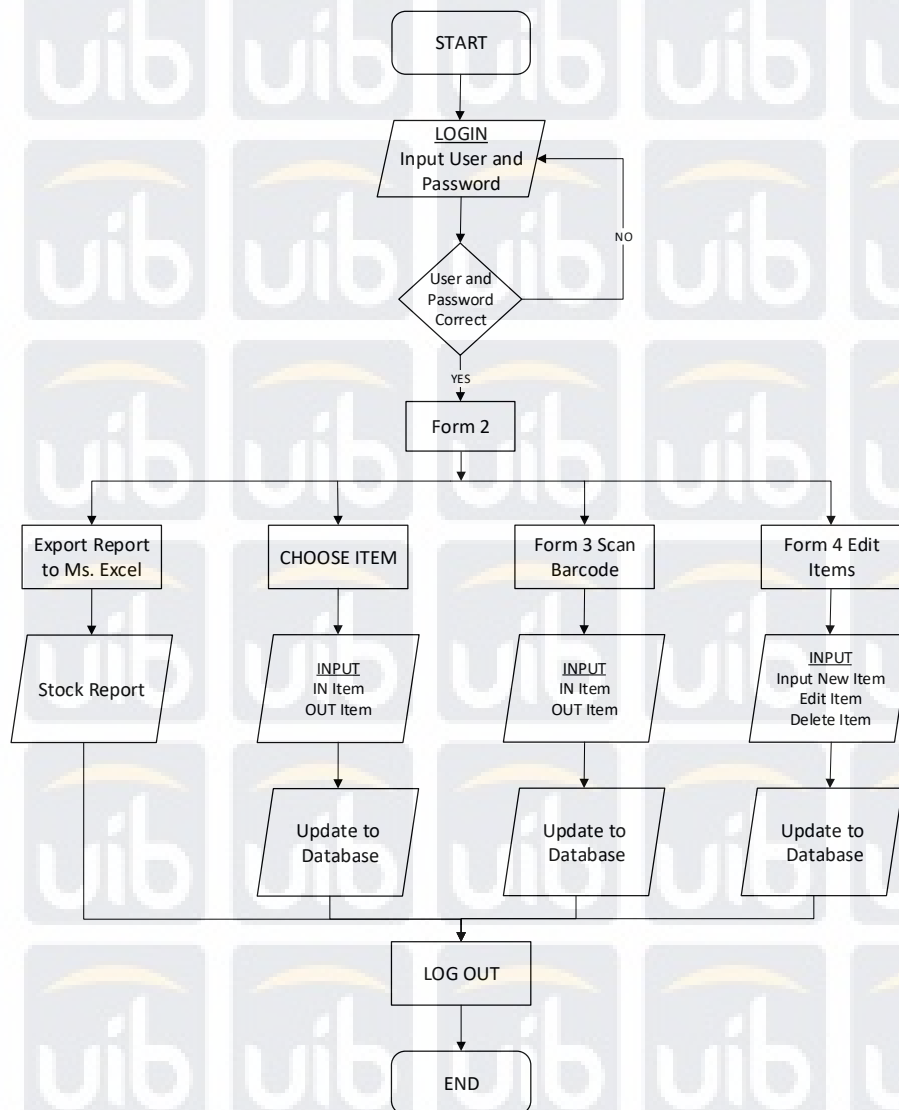 START
LOGIN
Input User and
Password
NO
User and
Password
Correct
YES
Form 2
Export Report
to Ms. Excel
CHOOSE ITEM
Form 3 Scan
Barcode
Form 4 Edit
Items
Stock Report
INPUT
IN Item
OUT Item
INPUT
IN Item
OUT Item
INPUT
Input New Item
Edit Item
Delete Item
Update to
Database
Update to
Database
Update to
Database
LOG OUT
END
uib